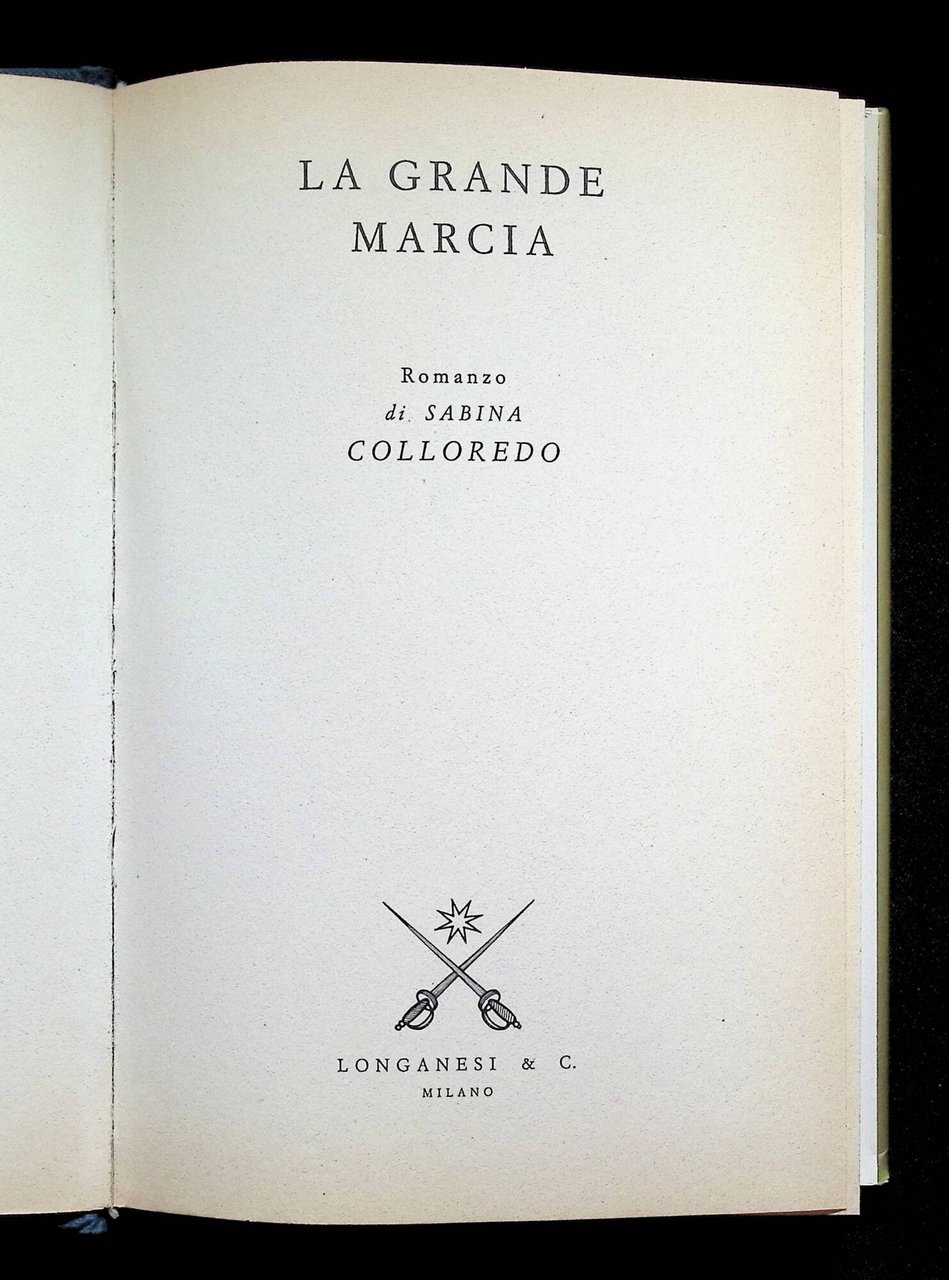 LA GRANDE
MARCIA
Romanzo
di SABINA
COLLOREDO
LONGANESI & C.
MILANO